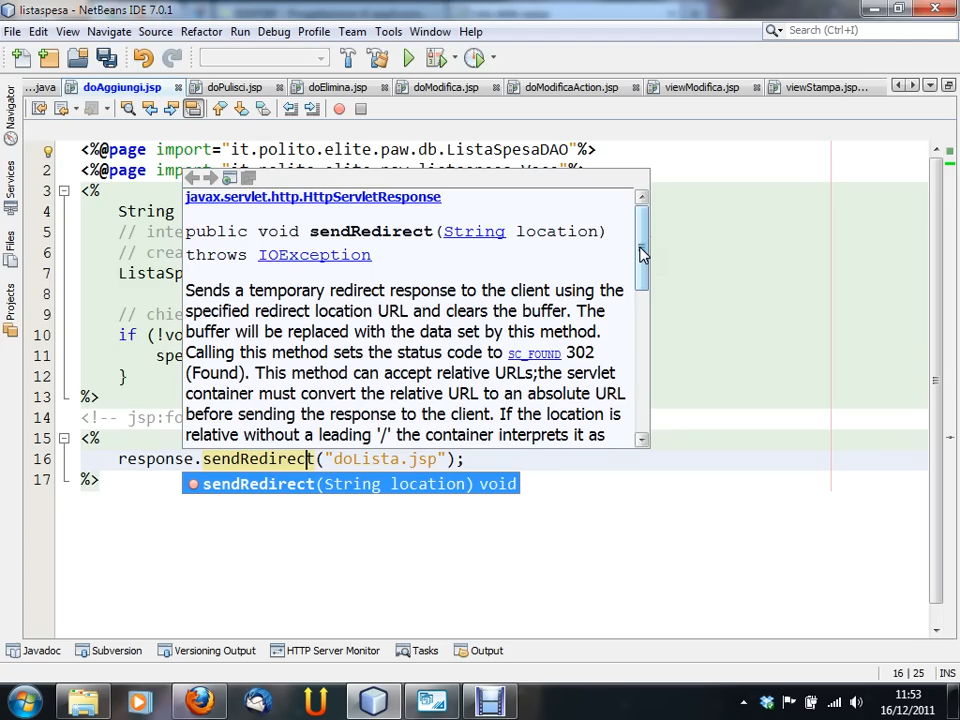 listaspesa - NetBeans IDE 7.0.1
File Edit View Navigate Source Refactor Run Debug Profile Team Tools Window Help
Search (Ctrl+I)
...java doAggiungi.jsp doPulisci.jsp doElimina.jsp doModifica.jsp doModificaAction.jsp viewModifica.jsp viewStampa.jsp...
Navigator
Services
Files
Projects
1 <%@page import="it.polito.elite.paw.db.ListaSpesaDAO"%>
2 <%@page
3 <%
4 String
5 // inte
6 // crea
7 ListaSp
8
9 // chie
10 if (!vo
11 spe
12 }
13 %>
14 <!-- jsp:fo
15 <%
16 response.sendRedirect("doLista.jsp");
17 %>
javax.servlet.http.HttpServletResponse
public void sendRedirect(String location)
throws IOException
Sends a temporary redirect response to the client using the
specified redirect location URL and clears the buffer. The
buffer will be replaced with the data set by this method.
Calling this method sets the status code to SC_FOUND 302
(Found). This method can accept relative URLs;the servlet
container must convert the relative URL to an absolute URL
before sending the response to the client. If the location is
relative without a leading '/' the container interprets it as
sendRedirect(String location) void
Javadoc Subversion Versioning Output HTTP Server Monitor Tasks Output
16 | 25 INS
11:53
16/12/2011